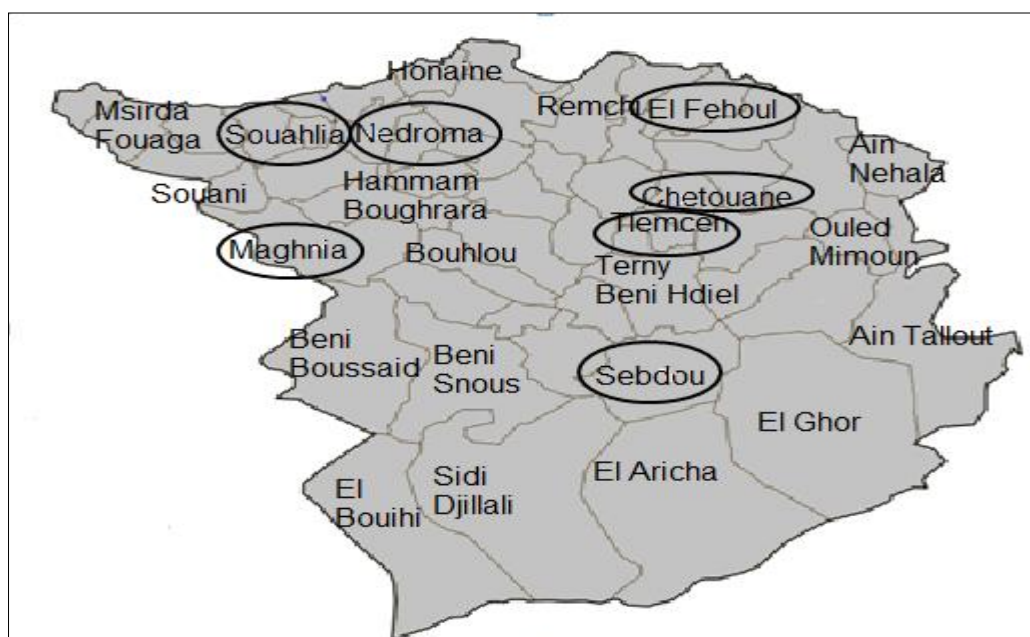 Honaine
Msirda
Fouaga
Souahlia
Nedroma
Remchi
El Fehoul
Ain
Nehala
Souani
Hammam
Boughrara
Chetouane
Tlemcen
Maghnia
Bouhlou
Terny
Beni Hdiel
Ouled
Mimoun
Beni
Boussaid
Beni
Snous
Sebdou
Ain Tallout
El Ghor
El
Bouihi
Sidi
Djillali
El Aricha